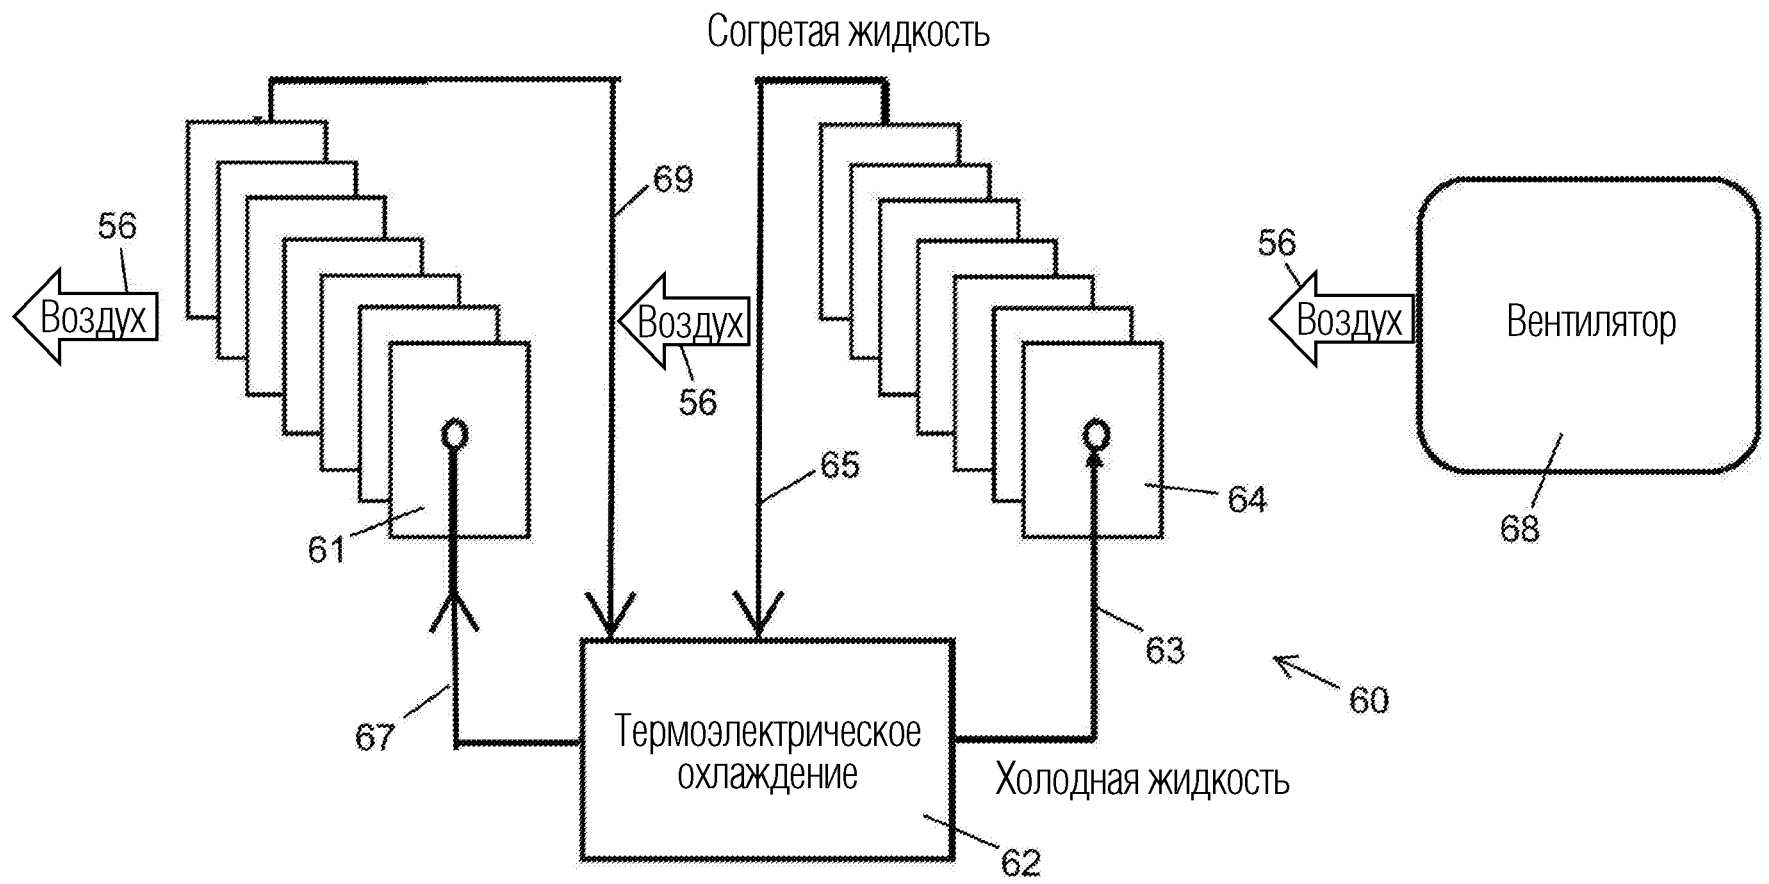 Согретая жидкость
69
56
56
Воздух
Воздух
Воздух
Вентилятор
56
65
64
61
68
63
60
67
Термоэлектрическое
охлаждение
Холодная жидкость
62